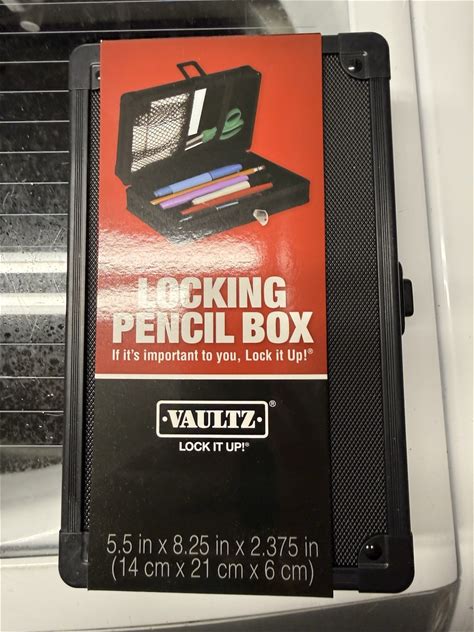 LOCKING
PENCIL BOX
If it's important to you, Lock it Up!®
·VAULTZ·®
LOCK IT UP!®
5.5 in x 8.25 in x 2.375 in
(14 cm x 21 cm x 6 cm)